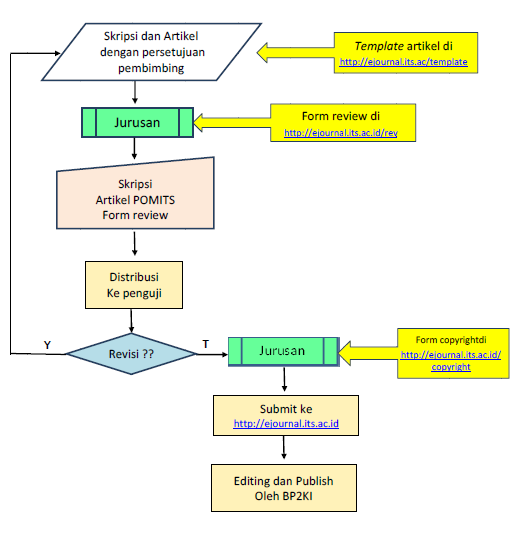 Skripsi dan Artikel
dengan persetujuan
pembimbing
Template artikel di
http://ejournal.its.ac/template
Jurusan
Form review di
http://ejournal.its.ac.id/rev
Skripsi
Artikel POMITS
Form review
Distribusi
Ke penguji
Y
Revisi ??
T
Jurusan
Form copyrightdi
http://ejournal.its.ac.id/
copyright
Submit ke
http://ejournal.its.ac.id
Editing dan Publish
Oleh BP2KI